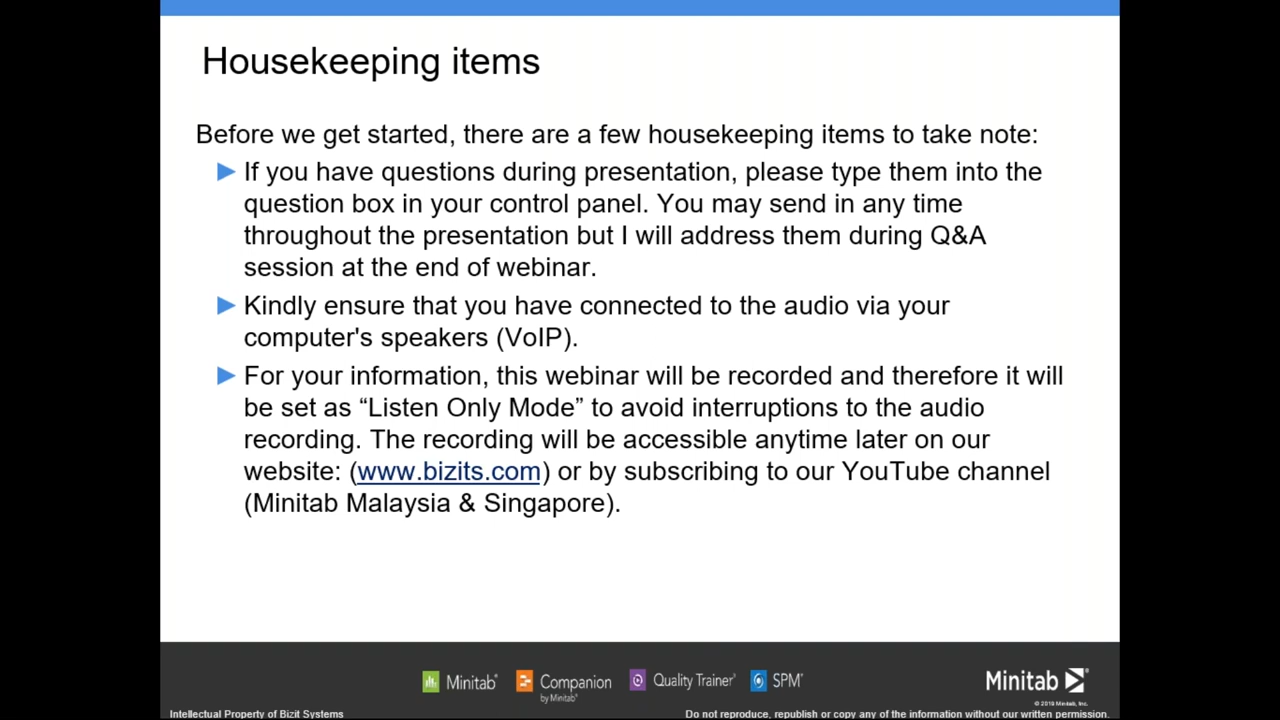 Housekeeping items
Before we get started, there are a few housekeeping items to take note:
If you have questions during presentation, please type them into the
question box in your control panel. You may send in any time
throughout the presentation but I will address them during Q&A
session at the end of webinar.
Kindly ensure that you have connected to the audio via your
computer's speakers (VoIP).
For your information, this webinar will be recorded and therefore it will
be set as “Listen Only Mode” to avoid interruptions to the audio
recording. The recording will be accessible anytime later on our
website: (www.bizits.com) or by subscribing to our YouTube channel
(Minitab Malaysia & Singapore).
Minitab®
Companion
by Minitab®
Quality Trainer®
SPM®
Minitab®
© 2019 Minitab, Inc.
Intellectual Property of Bizit Systems
Do not reproduce, republish or copy any of the information without our written permission.